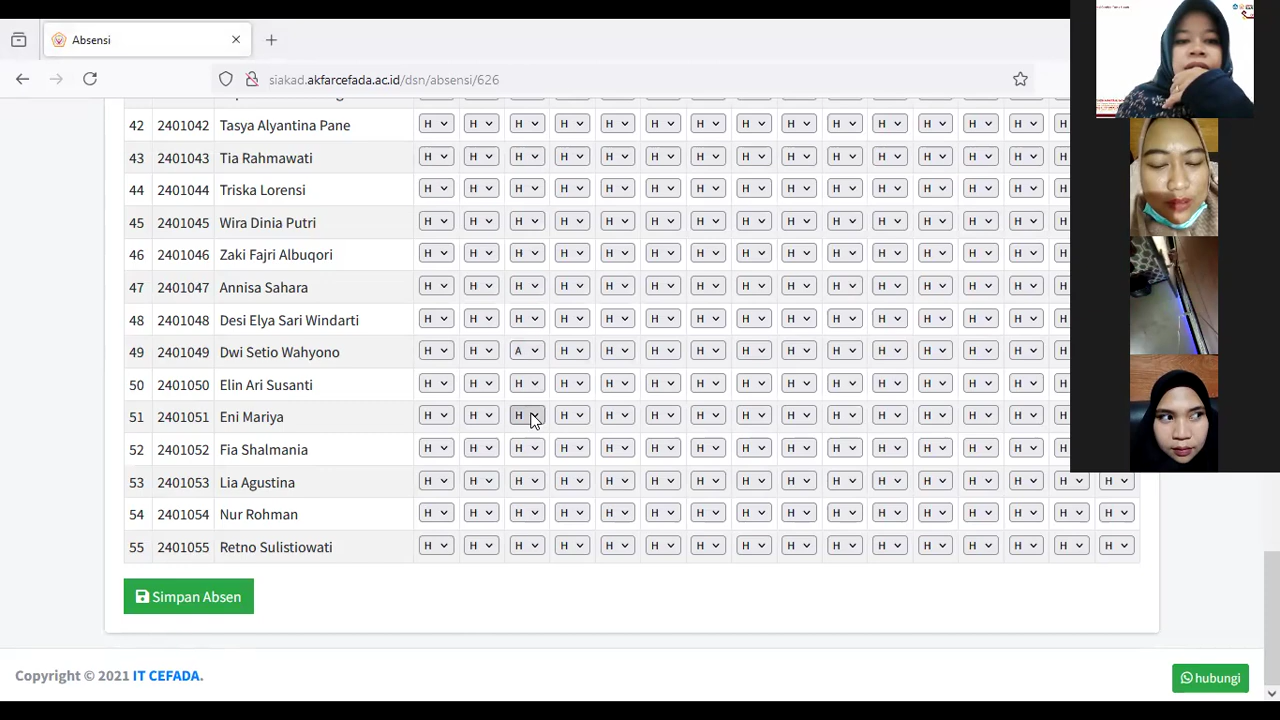 Absensi
siakad.akfarcefada.ac.id/dsn/absensi/626
42 2401042 Tasya Alyantina Pane H H H H H H H H H H H H H H H
43 2401043 Tia Rahmawati H H H H H H H H H H H H H H H
44 2401044 Triska Lorensi H H H H H H H H H H H H H H H
45 2401045 Wira Dinia Putri H H H H H H H H H H H H H H H
46 2401046 Zaki Fajri Albuqori H H H H H H H H H H H H H H H
47 2401047 Annisa Sahara H H H H H H H H H H H H H H H
48 2401048 Desi Elya Sari Windarti H H H H H H H H H H H H H H H
49 2401049 Dwi Setio Wahyono H H A H H H H H H H H H H H H
50 2401050 Elin Ari Susanti H H H H H H H H H H H H H H H
51 2401051 Eni Mariya H H H H H H H H H H H H H H H
52 2401052 Fia Shalmania H H H H H H H H H H H H H H H
53 2401053 Lia Agustina H H H H H H H H H H H H H H H H
54 2401054 Nur Rohman H H H H H H H H H H H H H H H H
55 2401055 Retno Sulistiowati H H H H H H H H H H H H H H H H
Simpan Absen
Copyright © 2021 IT CEFADA.
hubungi